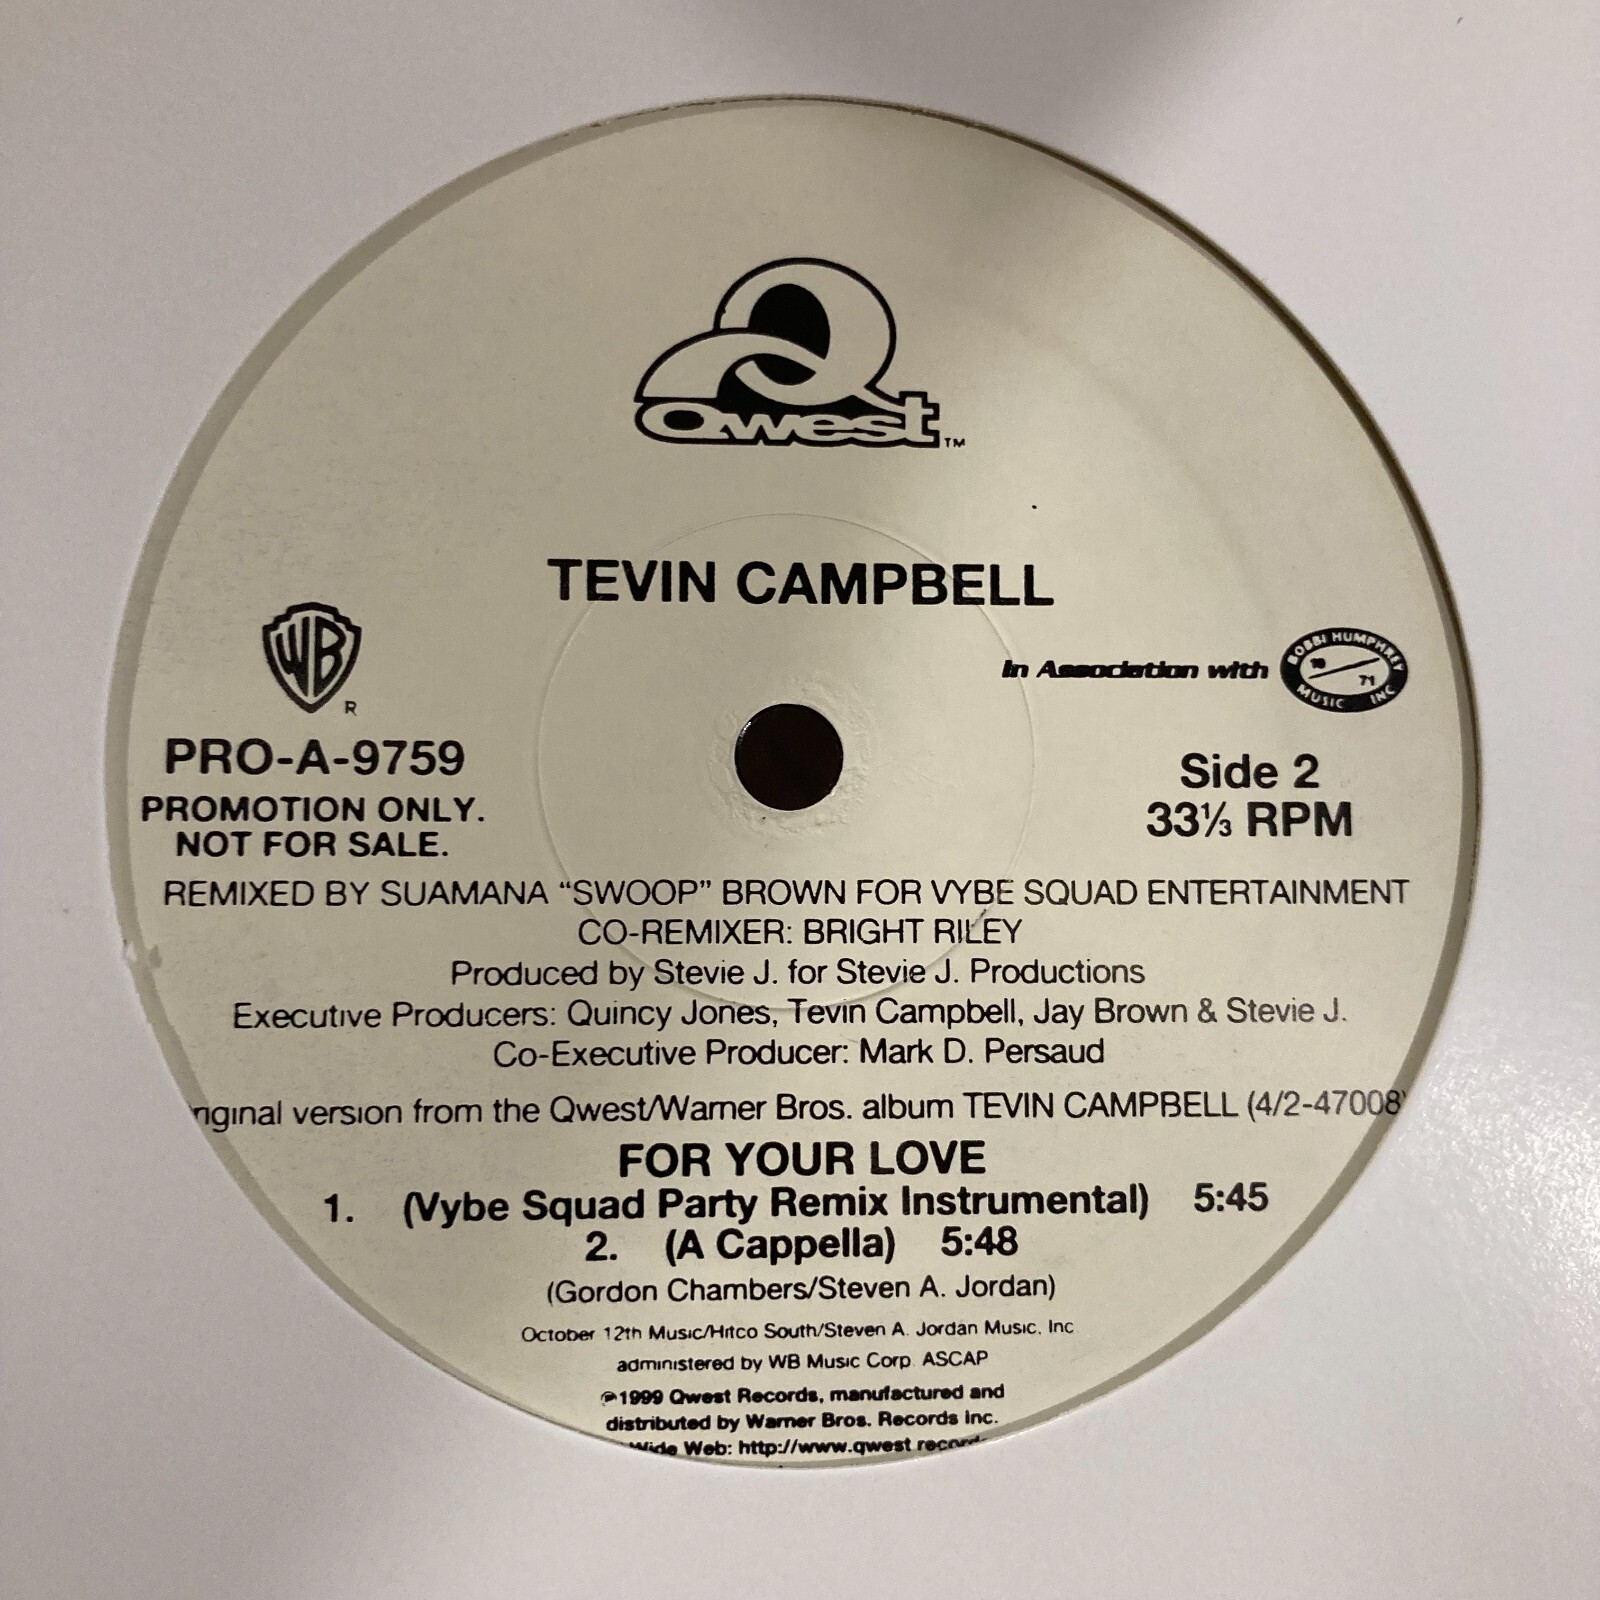 Qwest™
TEVIN CAMPBELL
WB
R
In Association with
BOBBI HUMPHREY
MUSIC INC
71
PRO-A-9759
PROMOTION ONLY.
NOT FOR SALE.
Side 2
33⅓ RPM
REMIXED BY SUAMANA “SWOOP” BROWN FOR VYBE SQUAD ENTERTAINMENT
CO-REMIXER: BRIGHT RILEY
Produced by Stevie J. for Stevie J. Productions
Executive Producers: Quincy Jones, Tevin Campbell, Jay Brown & Stevie J.
Co-Executive Producer: Mark D. Persaud
riginal version from the Qwest/Warner Bros. album TEVIN CAMPBELL (4/2-47008)
FOR YOUR LOVE
1. (Vybe Squad Party Remix Instrumental) 5:45
2. (A Cappella) 5:48
(Gordon Chambers/Steven A. Jordan)
October 12th Music/Hitco South/Steven A. Jordan Music, Inc
administered by WB Music Corp. ASCAP
℗1999 Qwest Records, manufactured and
distributed by Warner Bros. Records Inc.
Wide Web: http://www.qwest record